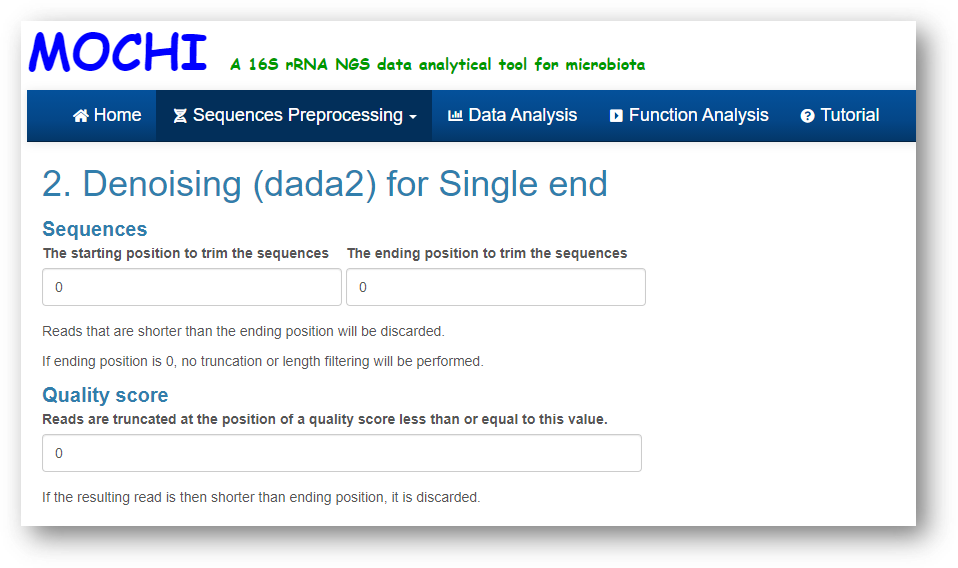 MOCHI A 16S rRNA NGS data analytical tool for microbiota
Home Sequences Preprocessing Data Analysis Function Analysis Tutorial
2. Denoising (dada2) for Single end
Sequences
The starting position to trim the sequences The ending position to trim the sequences
0 0
Reads that are shorter than the ending position will be discarded.
If ending position is 0, no truncation or length filtering will be performed.
Quality score
Reads are truncated at the position of a quality score less than or equal to this value.
0
If the resulting read is then shorter than ending position, it is discarded.